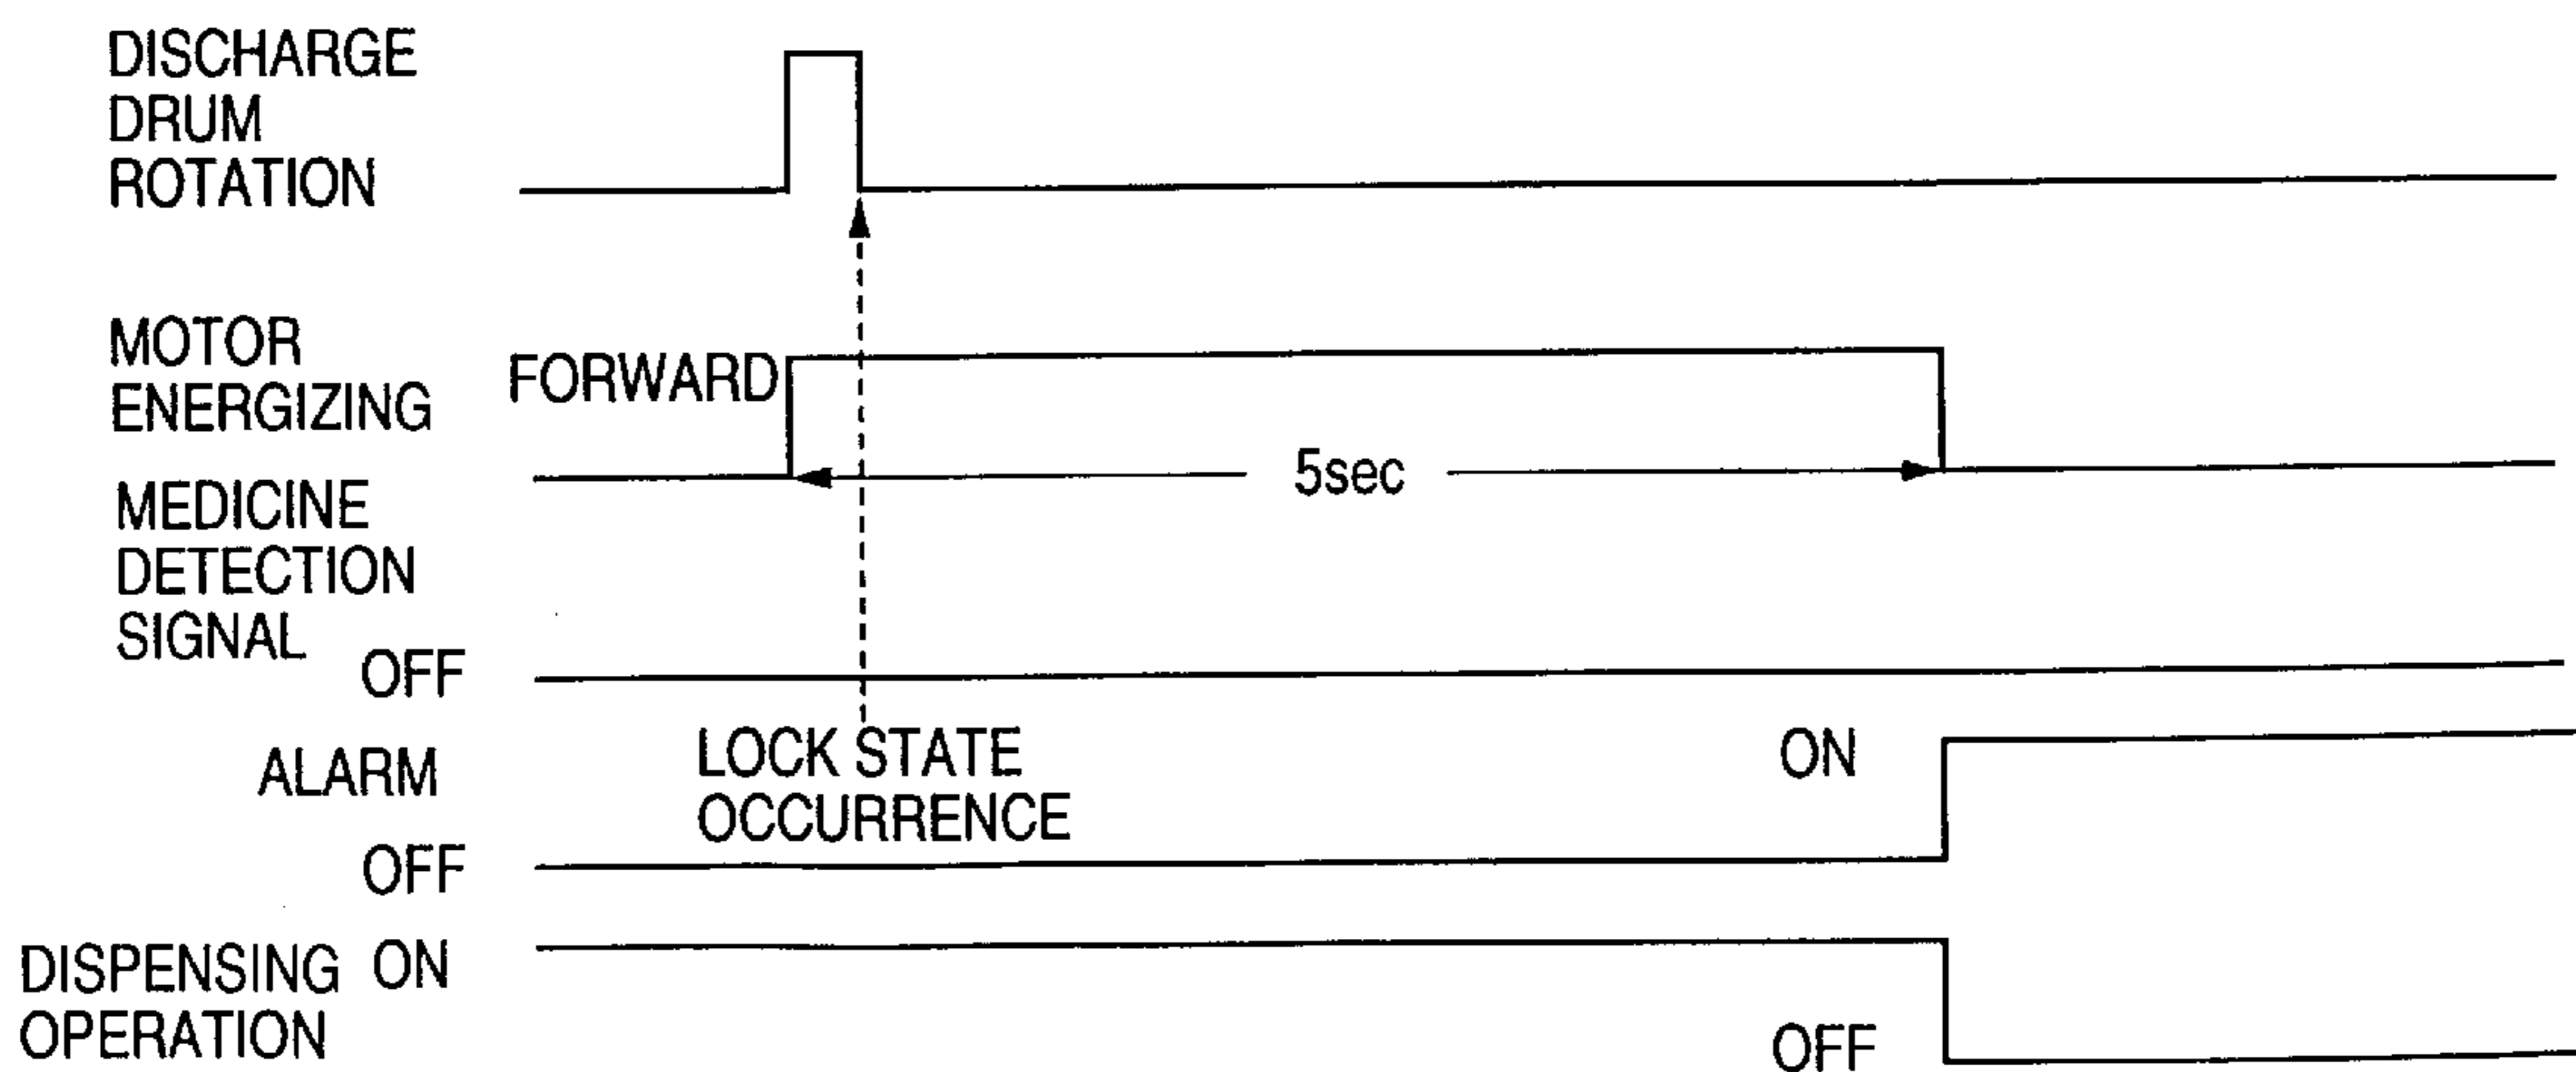 DISCHARGE
DRUM
ROTATION
MOTOR
ENERGIZING
FORWARD
5sec
MEDICINE
DETECTION
SIGNAL
OFF
ALARM
LOCK STATE
OCCURRENCE
ON
OFF
DISPENSING
OPERATION
ON
OFF